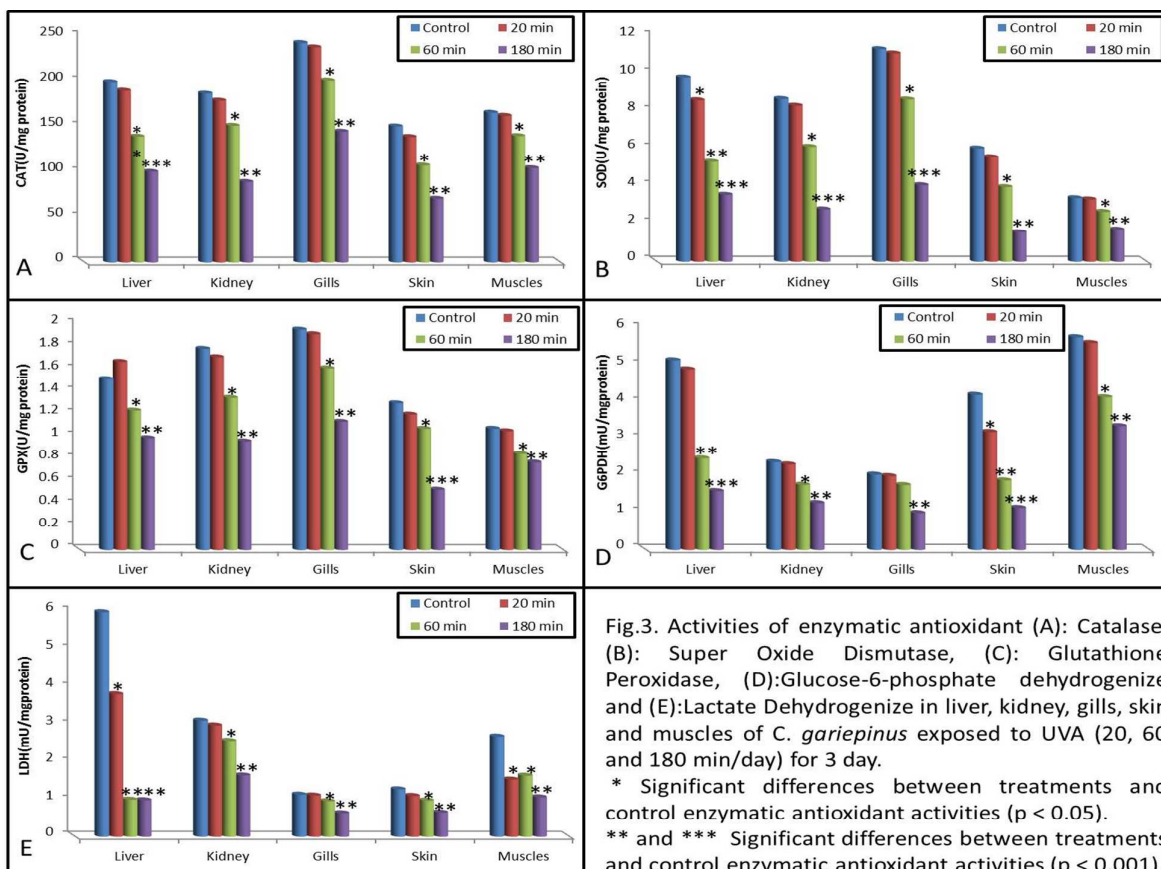 250
200
150
100
50
0
CAT(U/mg protein)
Control 20 min
60 min 180 min
*
*
***
*
**
*
**
*
**
*
**
A
Liver Kidney Gills Skin Muscles
12
10
8
6
4
2
0
SOD(U/mg protein)
Control 20 min
60 min 180 min
*
**
***
*
***
*
***
*
**
*
**
B
Liver Kidney Gills Skin Muscles
2
1.8
1.6
1.4
1.2
1
0.8
0.6
0.4
0.2
0
GPX(U/mg protein)
Control 20 min
60 min 180 min
*
**
*
**
*
**
*
***
*
**
C
Liver Kidney Gills Skin Muscles
6
5
4
3
2
1
0
G6PDH(mU/mgprotein)
Control 20 min
60 min 180 min
**
***
*
**
**
*
**
***
*
**
D
Liver Kidney Gills Skin Muscles
6
5
4
3
2
1
0
LDH(mU/mgprotein)
Control 20 min
60 min 180 min
*
****
*
**
*
**
*
**
*
*
**
E
Liver Kidney Gills Skin Muscles
Fig.3. Activities of enzymatic antioxidant (A): Catalase
(B): Super Oxide Dismutase, (C): Glutathione
Peroxidase, (D):Glucose-6-phosphate dehydrogenize
and (E):Lactate Dehydrogenize in liver, kidney, gills, skin
and muscles of C. gariepinus exposed to UVA (20, 60
and 180 min/day) for 3 day.
* Significant differences between treatments and
control enzymatic antioxidant activities (p < 0.05).
** and *** Significant differences between treatments
and control enzymatic antioxidant activities (p < 0.001)